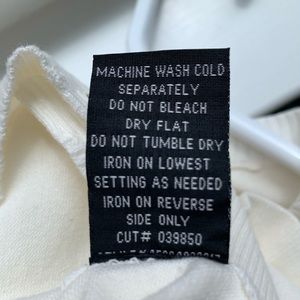 MACHINE WASH COLD
SEPARATELY
DO NOT BLEACH
DRY FLAT
DO NOT TUMBLE DRY
IRON ON LOWEST
SETTING AS NEEDED
IRON ON REVERSE
SIDE ONLY
CUT# 039850